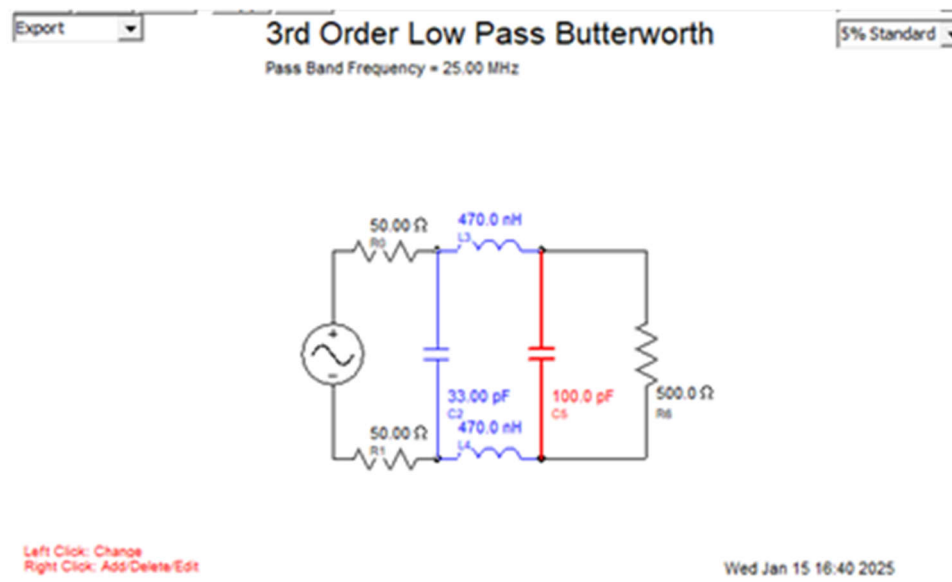 Export
3rd Order Low Pass Butterworth
5% Standard
Pass Band Frequency = 25.00 MHz
50.00 Ω
R0
470.0 nH
L3
33.00 pF
C2
100.0 pF
C5
500.0 Ω
R6
50.00 Ω
R1
470.0 nH
L4
Left Click: Change
Right Click: Add/Delete/Edit
Wed Jan 15 16:40 2025